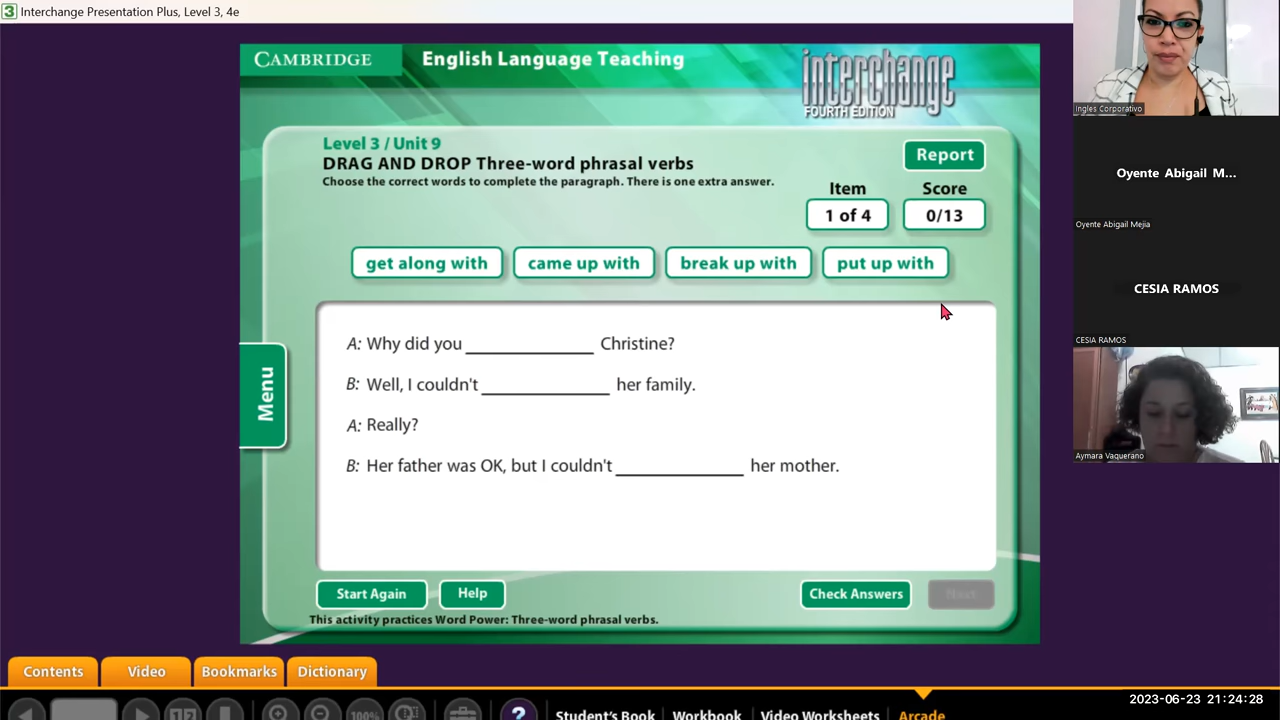 Interchange Presentation Plus, Level 3, 4e
CAMBRIDGE
English Language Teaching
interchange
FOURTH EDITION
Level 3 / Unit 9
DRAG AND DROP Three-word phrasal verbs
Choose the correct words to complete the paragraph. There is one extra answer.
Report
Item
Score
1 of 4
0/13
get along with
came up with
break up with
put up with
A: Why did you ____________ Christine?
B: Well, I couldn't ____________ her family.
A: Really?
B: Her father was OK, but I couldn't ____________ her mother.
Menu
Start Again
Help
Check Answers
Next
This activity practices Word Power: Three-word phrasal verbs.
Contents
Video
Bookmarks
Dictionary
100%
?
Student's Book
Workbook
Video Worksheets
Arcade
Ingles Corporativo
Oyente Abigail M...
Oyente Abigail Mejia
CESIA RAMOS
CESIA RAMOS
Aymara Vaquerano
2023-06-23 21:24:28